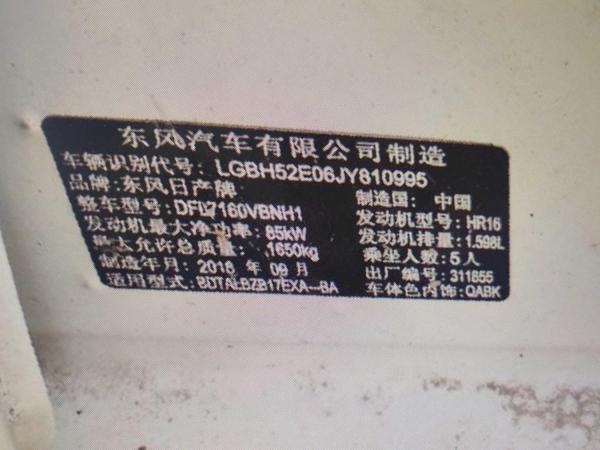 东风汽车有限公司制造
车辆识别代号: LGBH52E06JY810995
品牌: 东风日产牌 制造国: 中国
整车型号: DFL7160VBNH1 发动机型号: HR16
发动机最大净功率: 85kW 发动机排量: 1.598L
最大允许总质量: 1650kg 乘坐人数: 5人
制造年月: 2018 年 09 月 出厂编号: 311855
适用型式: 车体色内饰: QABK